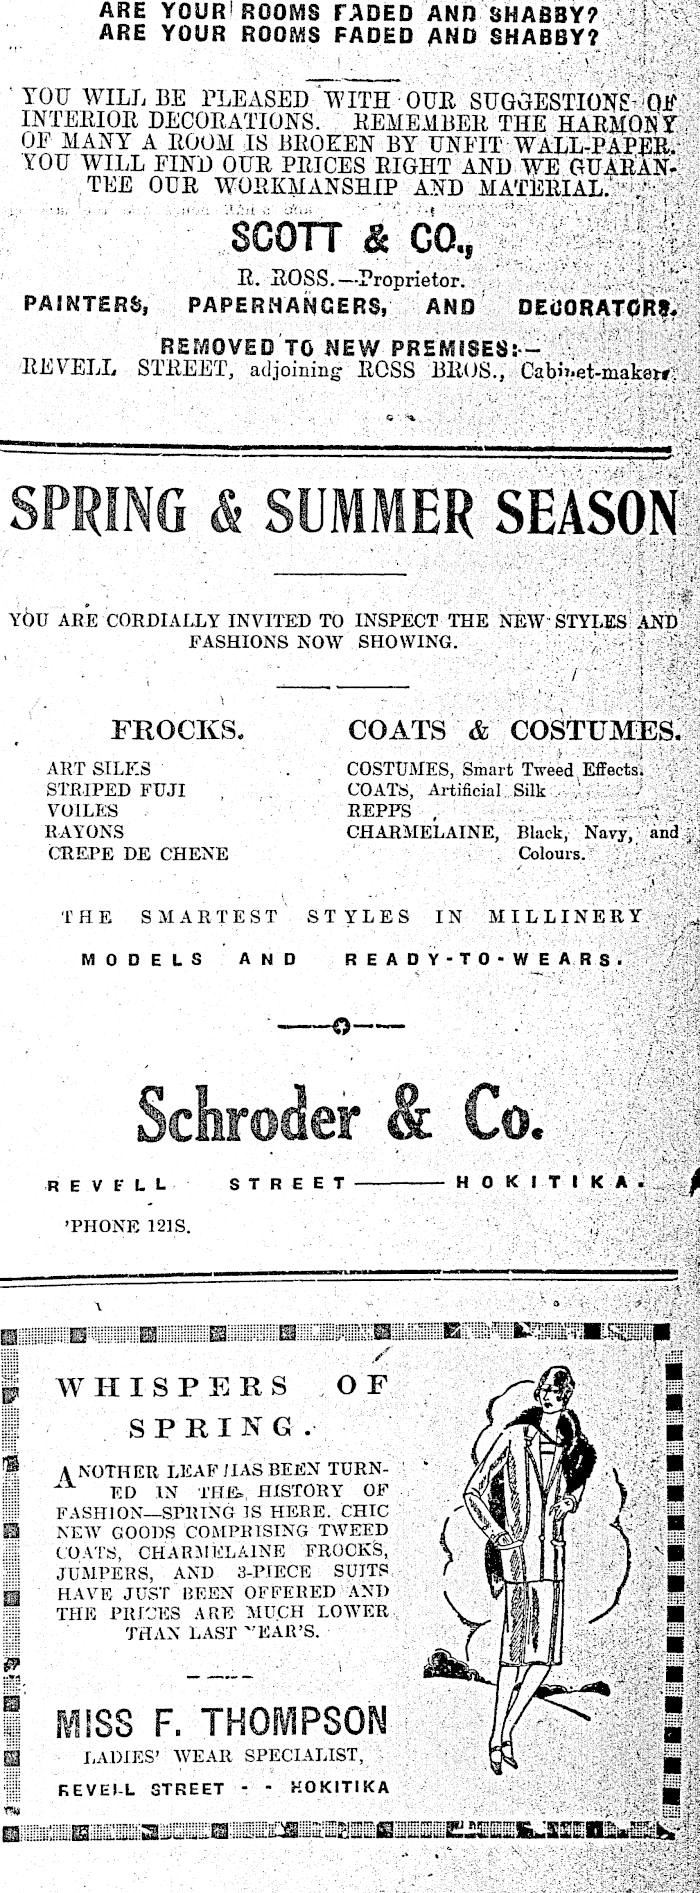 ARE YOUR ROOMS FADED AND SHABBY?
ARE YOUR ROOMS FADED AND SHABBY?
YOU WILL BE PLEASED WITH OUR SUGGESTIONS OF
INTERIOR DECORATIONS. REMEMBER THE HARMONY
OF MANY A ROOM IS BROKEN BY UNFIT WALL-PAPER.
YOU WILL FIND OUR PRICES RIGHT AND WE GUARAN-
TEE OUR WORKMANSHIP AND MATERIAL.
SCOTT & CO.,
R. ROSS.—Proprietor.
PAINTERS, PAPERHANGERS, AND DECORATORS.
REMOVED TO NEW PREMISES:—
REVELL STREET, adjoining ROSS BROS., Cabinet-makers.
SPRING & SUMMER SEASON
YOU ARE CORDIALLY INVITED TO INSPECT THE NEW STYLES AND
FASHIONS NOW SHOWING.
FROCKS.
ART SILKS
STRIPED FUJI
VOILES
RAYONS
CREPE DE CHENE
COATS & COSTUMES.
COSTUMES, Smart Tweed Effects.
COATS, Artificial Silk
REPPS
CHARMELAINE, Black, Navy, and
Colours.
THE SMARTEST STYLES IN MILLINERY
MODELS AND READY-TO-WEARS.
Schroder & Co.
REVELL STREET—HOKITIKA.
'PHONE 121S.
WHISPERS OF
SPRING.
ANOTHER LEAF HAS BEEN TURN-
ED IN THE HISTORY OF
FASHION—SPRING IS HERE. CHIC
NEW GOODS COMPRISING TWEED
COATS, CHARMELAINE FROCKS,
JUMPERS, AND 3-PIECE SUITS
HAVE JUST BEEN OFFERED AND
THE PRICES ARE MUCH LOWER
THAN LAST YEAR'S.
MISS F. THOMPSON
LADIES' WEAR SPECIALIST,
REVELL STREET - - HOKITIKA